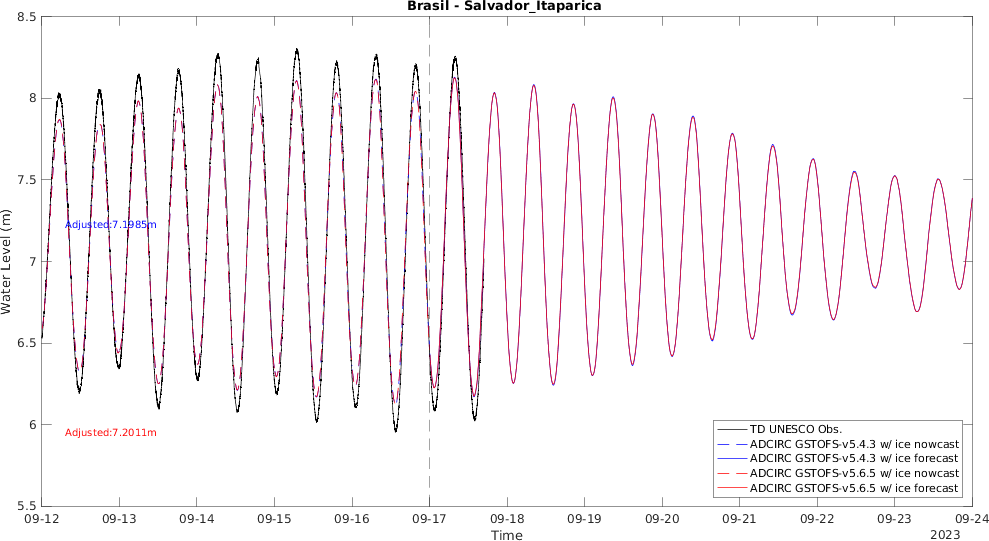 Brasil - Salvador_Itaparica
8.5
8
7.5
7
6.5
6
5.5
Water Level (m)
Adjusted:7.1985m
Adjusted:7.2011m
TD UNESCO Obs.
ADCIRC GSTOFS-v5.4.3 w/ ice nowcast
ADCIRC GSTOFS-v5.4.3 w/ ice forecast
ADCIRC GSTOFS-v5.6.5 w/ ice nowcast
ADCIRC GSTOFS-v5.6.5 w/ ice forecast
09-12 09-13 09-14 09-15 09-16 09-17 09-18 09-19 09-20 09-21 09-22 09-23 09-24
Time
2023